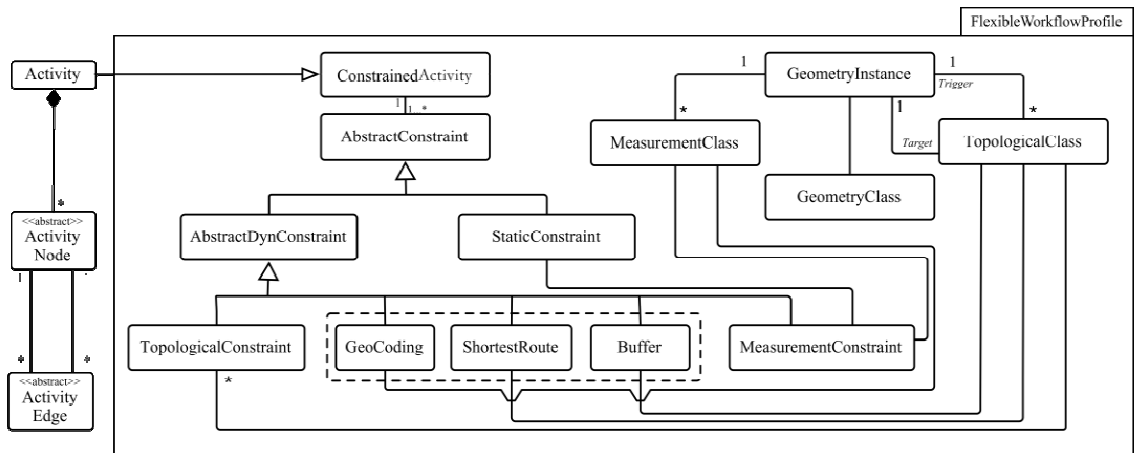 FlexibleWorkflowProfile
Activity
ConstrainedActivity
GeometryInstance
1
1
Trigger
1
1..*
*
1
*
AbstractConstraint
MeasurementClass
Target
TopologicalClass
GeometryClass
*
<<abstract>>
Activity
Node
AbstractDynConstraint
StaticConstraint
1
TopologicalConstraint
GeoCoding
ShortestRoute
Buffer
MeasurementConstraint
*
*
<<abstract>>
Activity
Edge
*